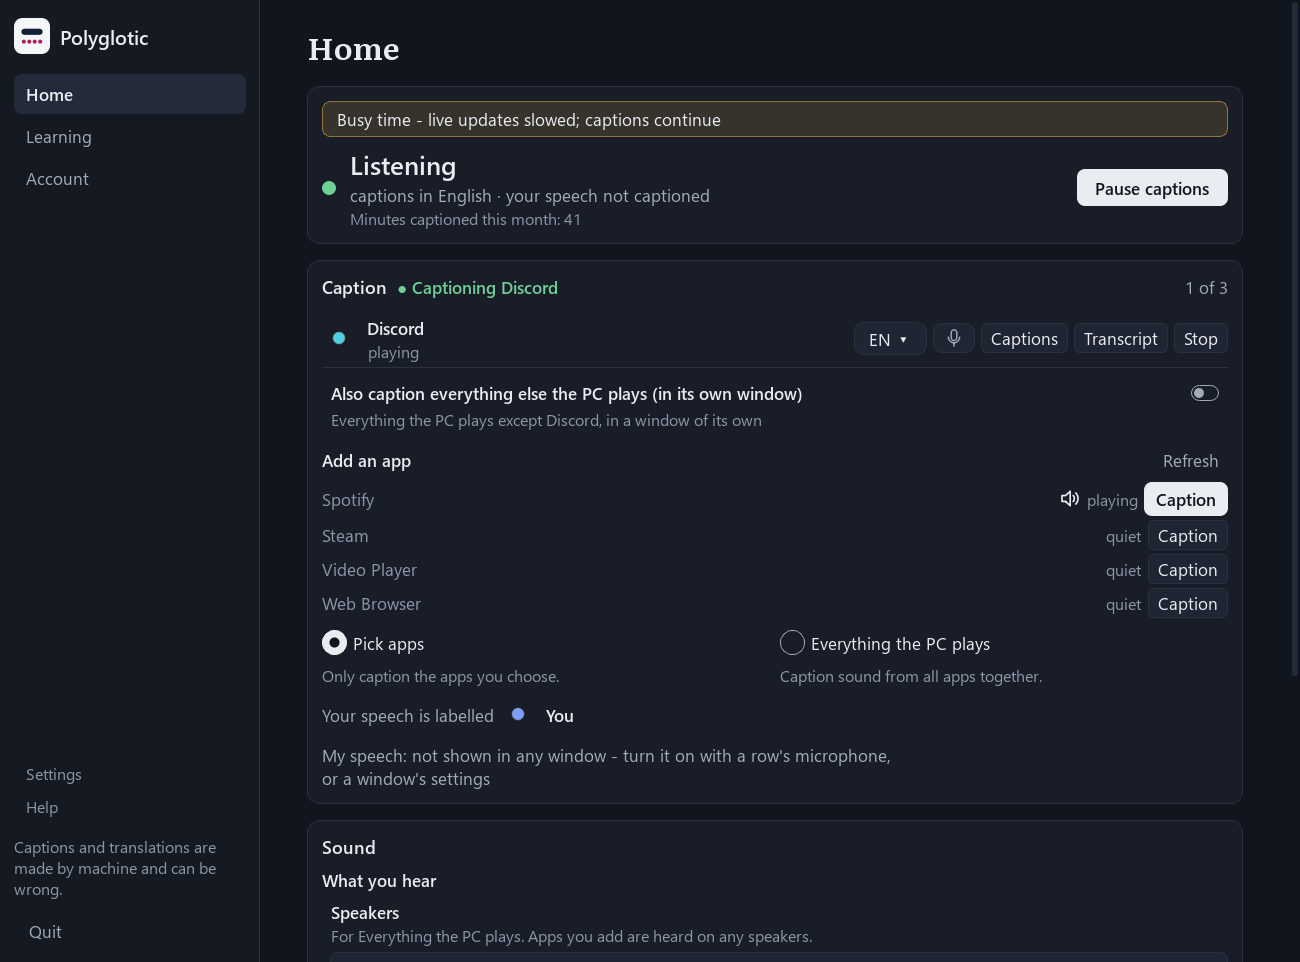 Polyglotic
Home
Learning
Account
Settings
Help
Captions and translations are
made by machine and can be
wrong.
Quit
Home
Busy time - live updates slowed; captions continue
Listening
captions in English · your speech not captioned
Minutes captioned this month: 41
Pause captions
Caption ● Captioning Discord 1 of 3
Discord
playing
EN ▾ Captions Transcript Stop
Also caption everything else the PC plays (in its own window)
Everything the PC plays except Discord, in a window of its own
Add an app Refresh
Spotify playing Caption
Steam quiet Caption
Video Player quiet Caption
Web Browser quiet Caption
Pick apps Everything the PC plays
Only caption the apps you choose. Caption sound from all apps together.
Your speech is labelled You
My speech: not shown in any window - turn it on with a row's microphone,
or a window's settings
Sound
What you hear
Speakers
For Everything the PC plays. Apps you add are heard on any speakers.